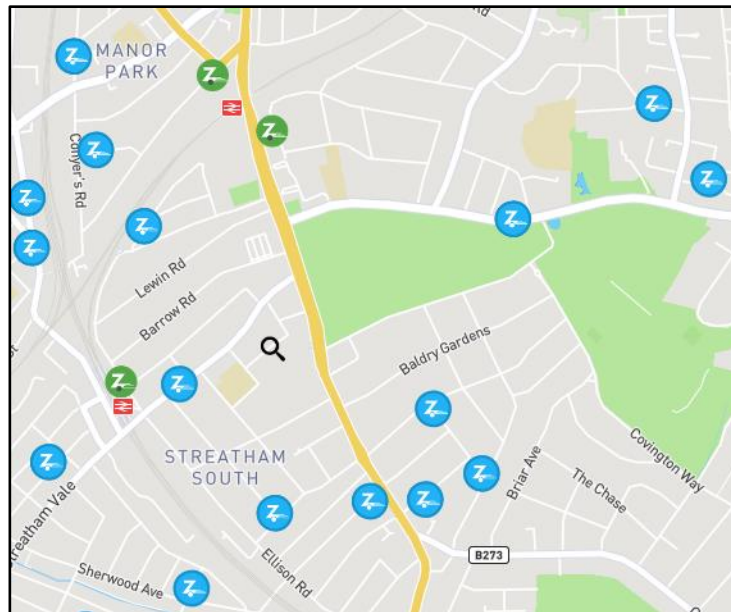 Rd
MANOR
PARK
Z
Z
Z
Z
Z
Conyer's Rd
Z
Z
Z
Z
Z
Lewin Rd
Barrow Rd
Baldry Gardens
Z
Z
Z
Covington Way
STREATHAM
SOUTH
Z
Briar Ave
The Chase
Z
Z
Z
Z
Streatham Vale
Ellison Rd
B273
Sherwood Ave
Z